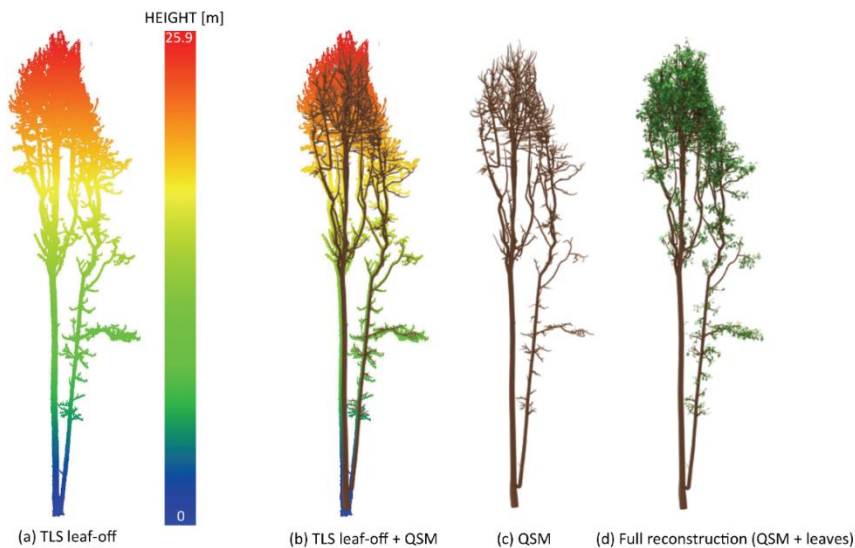 HEIGHT [m]
25.9
0
(a) TLS leaf-off
(b) TLS leaf-off + QSM
(c) QSM
(d) Full reconstruction (QSM + leaves)